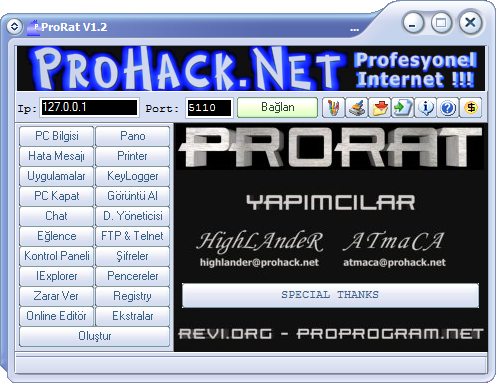 ProRat V1.2
...
PROHACK.NET Profesyonel Internet !!!
Ip: 127.0.0.1 Port: 5110 Bağlan
PC Bilgisi Pano
Hata Mesajı Printer
Uygulamalar KeyLogger
PC Kapat Görüntü Al
Chat D. Yöneticisi
Eğlence FTP & Telnet
Kontrol Paneli Şifreler
IExplorer Pencereler
Zarar Ver Registry
Online Editör Ekstralar
Oluştur
PRORAT
YAPIMCILAR
HighLAndeR ATmaCA
highlander@prohack.net atmaca@prohack.net
SPECIAL THANKS
REVI.ORG - PROPROGRAM.NET